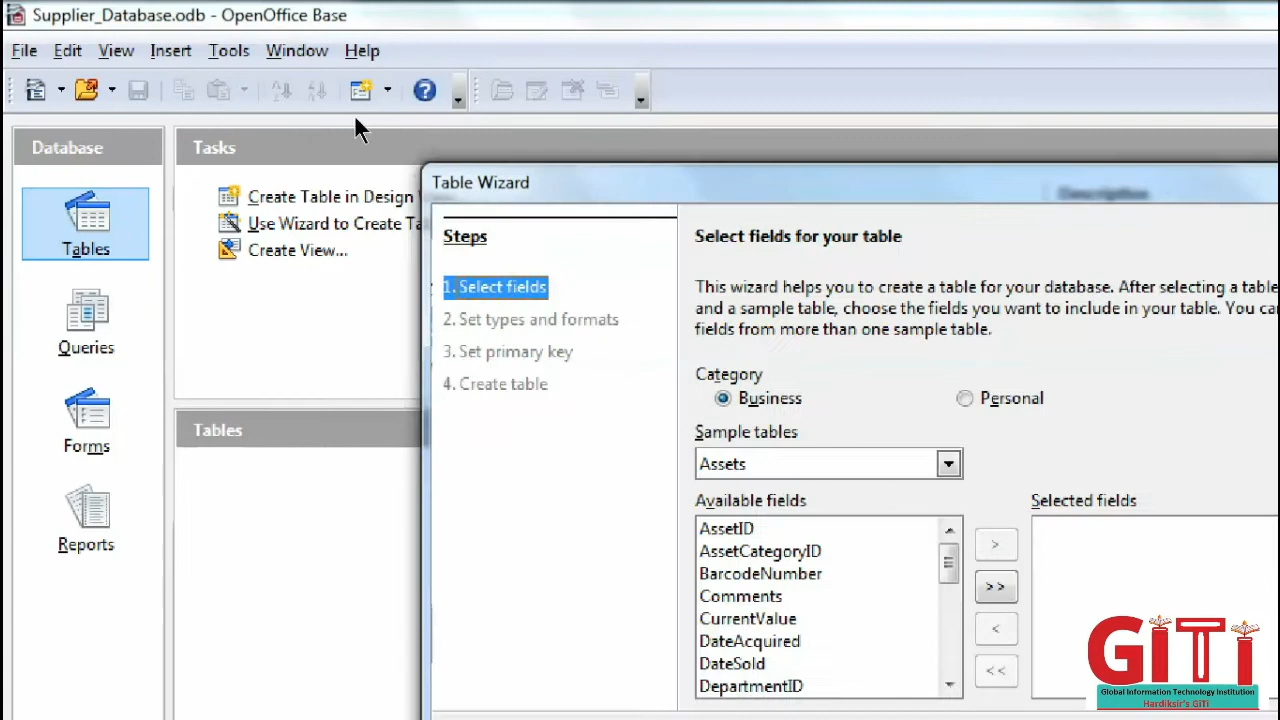 Supplier_Database.odb - OpenOffice Base
File Edit View Insert Tools Window Help
Database
Tables
Queries
Forms
Reports
Tasks
Create Table in Design
Use Wizard to Create Ta
Create View...
Tables
Table Wizard
Description
Steps
1. Select fields
2. Set types and formats
3. Set primary key
4. Create table
Select fields for your table
This wizard helps you to create a table for your database. After selecting a table
and a sample table, choose the fields you want to include in your table. You can
fields from more than one sample table.
Category
Business Personal
Sample tables
Assets
Available fields
AssetID
AssetCategoryID
BarcodeNumber
Comments
CurrentValue
DateAcquired
DateSold
DepartmentID
>
>>
<
<<
Selected fields
GiTi
Global Information Technology Institution
Hardiksir's GiTi